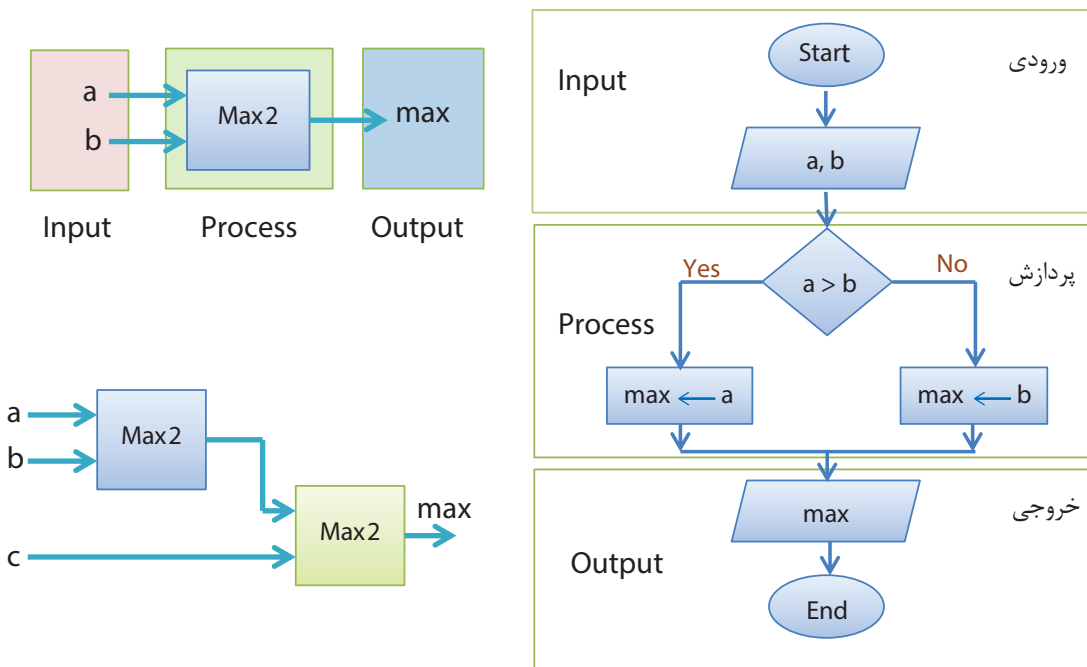 a
b
Max2
max
Input
Process
Output
a
b
c
Max2
Max2
max
Input
ورودی
Start
a, b
Process
پردازش
Yes
a > b
No
max ← a
max ← b
Output
خروجی
max
End